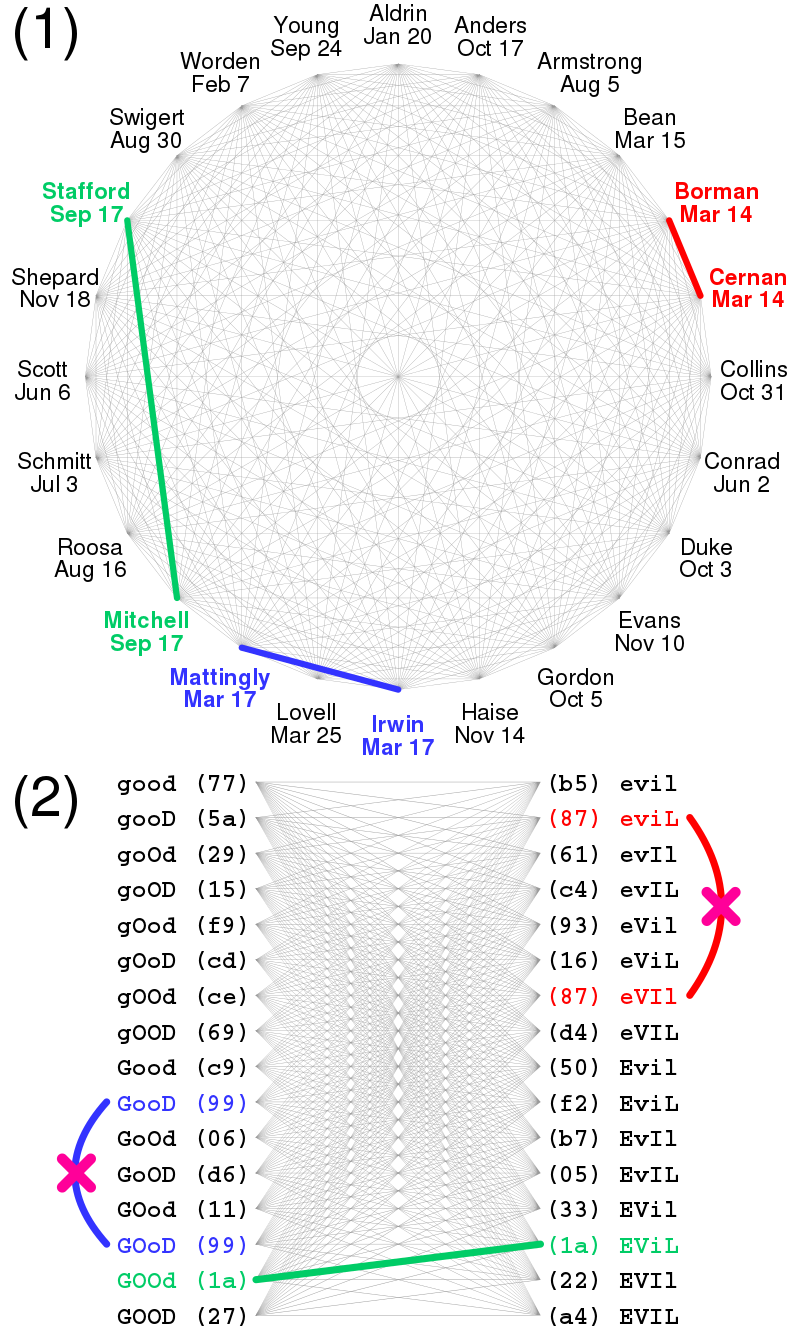 (1)
Aldrin
Jan 20
Anders
Oct 17
Armstrong
Aug 5
Bean
Mar 15
Borman
Mar 14
Cernan
Mar 14
Collins
Oct 31
Conrad
Jun 2
Duke
Oct 3
Evans
Nov 10
Gordon
Oct 5
Haise
Nov 14
Irwin
Mar 17
Lovell
Mar 25
Mattingly
Mar 17
Mitchell
Sep 17
Roosa
Aug 16
Schmitt
Jul 3
Scott
Jun 6
Shepard
Nov 18
Stafford
Sep 17
Swigert
Aug 30
Worden
Feb 7
Young
Sep 24
(2)
good (77) (b5) evil
gooD (5a) (87) eviL
goOd (29) (61) evIl
goOD (15) (c4) evIL
gOod (f9) (93) eVil
gOoD (cd) (16) eViL
gOOd (ce) (87) eVIl
gOOD (69) (d4) eVIL
Good (c9) (50) Evil
GooD (99) (f2) EviL
GoOd (06) (b7) EvIl
GoOD (d6) (05) EvIL
GOod (11) (33) EVil
GOoD (99) (1a) EViL
GOOd (1a) (22) EVIl
GOOD (27) (a4) EVIL